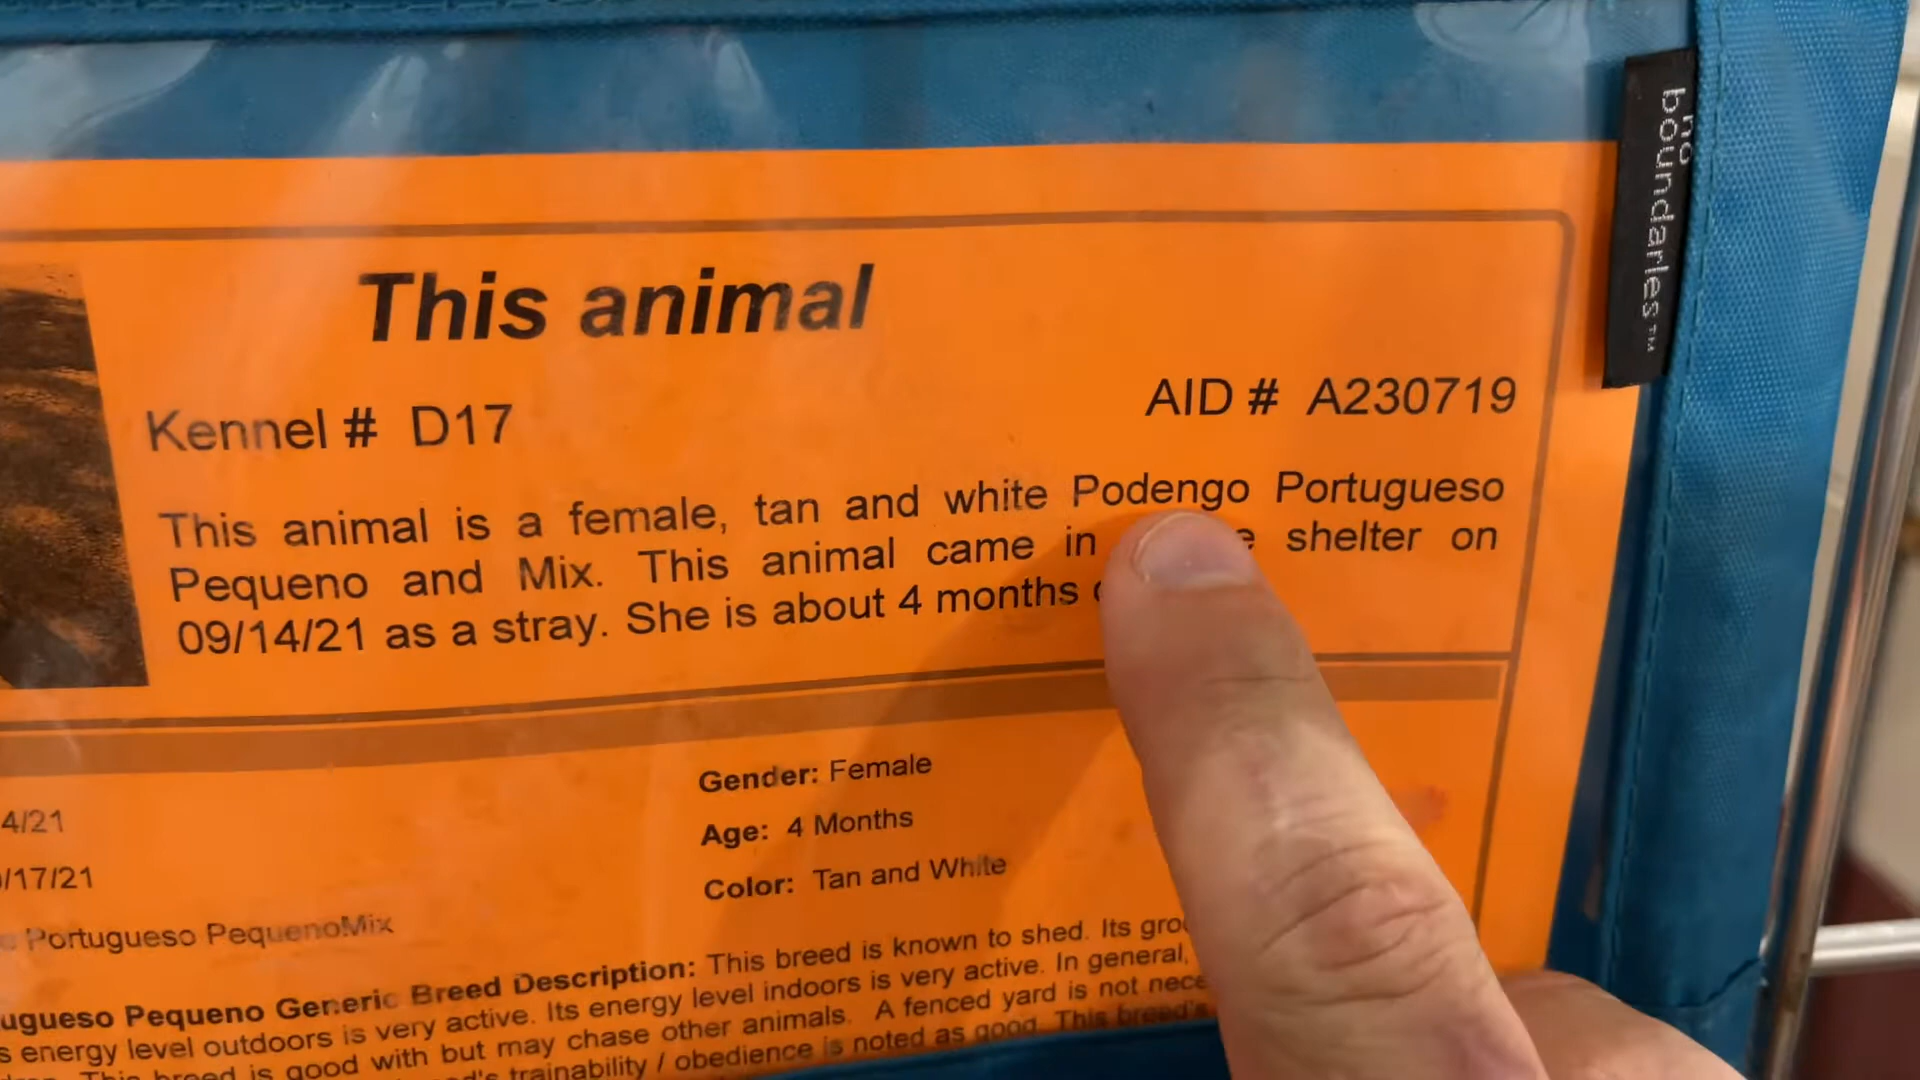 no
boundaries™
This animal
Kennel # D17
AID # A230719
This animal is a female, tan and white Podengo Portugueso
Pequeno and Mix. This animal came in shelter on
09/14/21 as a stray. She is about 4 months
4/21
/17/21
Portugueso PequenoMix
Gender: Female
Age: 4 Months
Color: Tan and White
ugueso Pequeno Generic Breed Description: This breed is known to shed. Its
s energy level outdoors is very active. Its energy level indoors is very active. In general,
This breed is good with but may chase other animals. A fenced yard is not
trainability / obedience is noted as good. This breed's